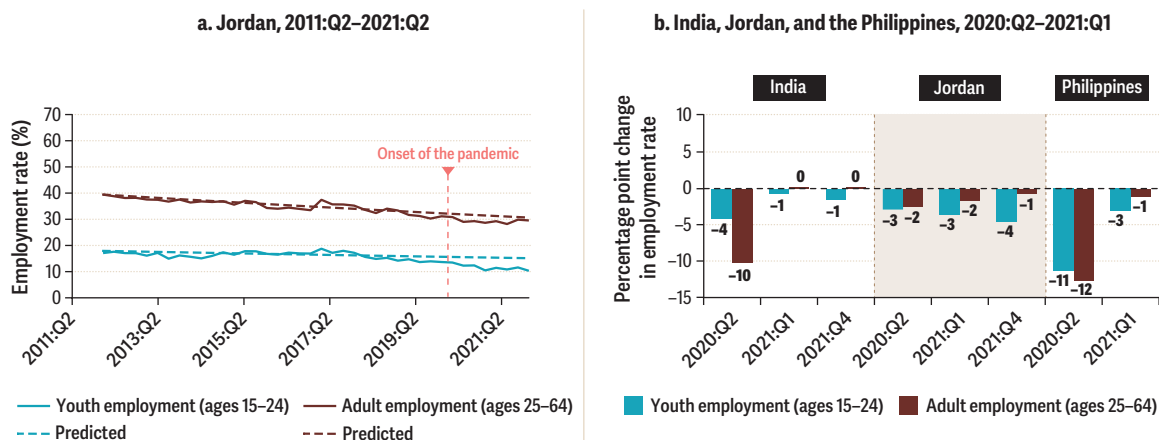 a. Jordan, 2011:Q2–2021:Q2
Employment rate (%)
70
60
50
40
30
20
10
0
Onset of the pandemic
2011:Q2
2013:Q2
2015:Q2
2017:Q2
2019:Q2
2021:Q2
Youth employment (ages 15–24)
Adult employment (ages 25–64)
Predicted
Predicted
b. India, Jordan, and the Philippines, 2020:Q2–2021:Q1
Percentage point change
in employment rate
India
Jordan
Philippines
10
5
0
–5
–10
–15
–4
–10
–1
0
–1
0
–3
–2
–3
–2
–4
–1
–11
–12
–3
–1
2020:Q2
2021:Q1
2021:Q4
2020:Q2
2021:Q1
2021:Q4
2020:Q2
2021:Q1
Youth employment (ages 15–24)
Adult employment (ages 25–64)